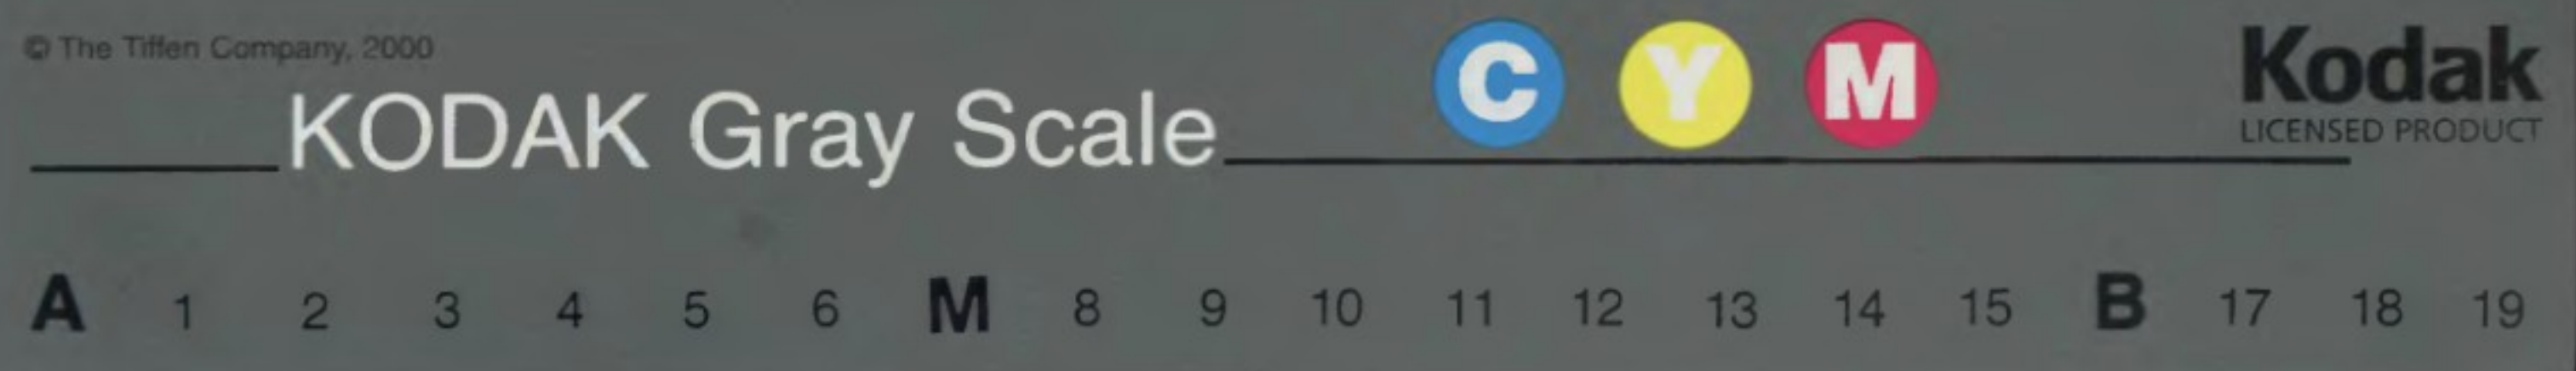 © The Tiffen Company, 2000
KODAK Gray Scale
C Y M
Kodak
LICENSED PRODUCT
A 1 2 3 4 5 6 M 8 9 10 11 12 13 14 15 B 17 18 19